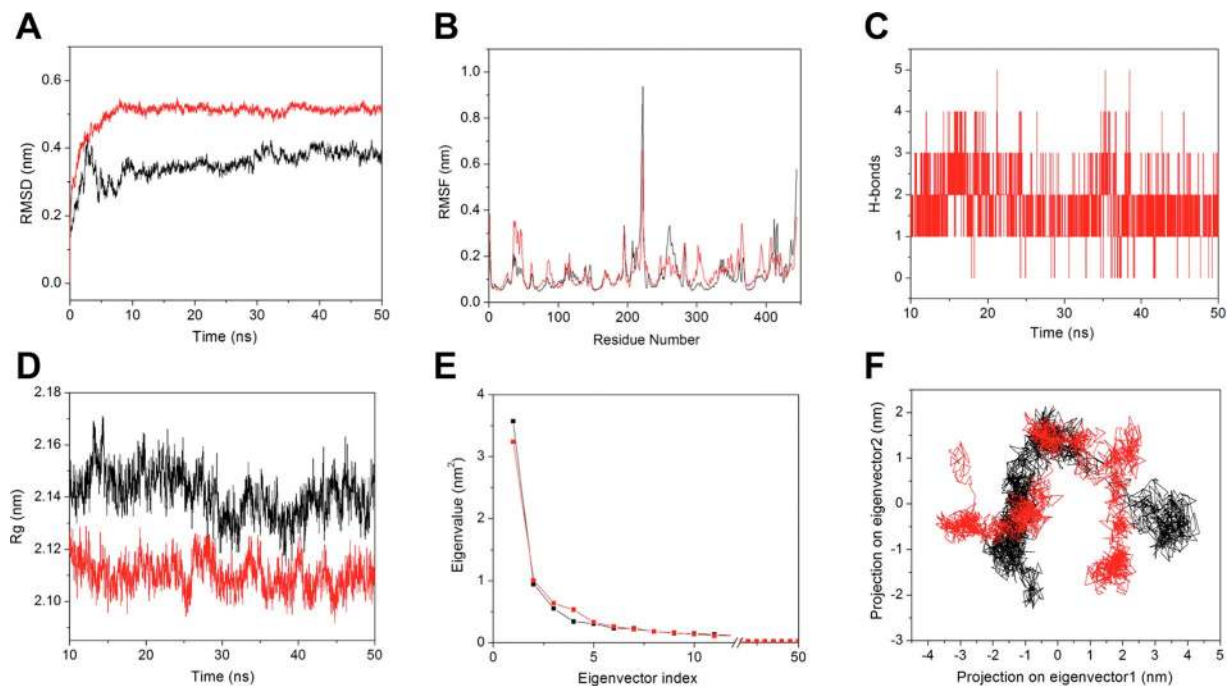 A
RMSD (nm)
0.6
0.4
0.2
0.0
0 10 20 30 40 50
Time (ns)
B
RMSF (nm)
1.0
0.8
0.6
0.4
0.2
0.0
0 100 200 300 400
Residue Number
C
H-bonds
5
4
3
2
1
0
10 20 30 40 50
Time (ns)
D
Rg (nm)
2.18
2.16
2.14
2.12
2.10
10 20 30 40 50
Time (ns)
E
Eigenvalue (nm²)
4
3
2
1
0
0 5 10 50
Eigenvector index
F
Projection on eigenvector2 (nm)
2
1
0
-1
-2
-3
-4 -3 -2 -1 0 1 2 3 4 5
Projection on eigenvector1 (nm)